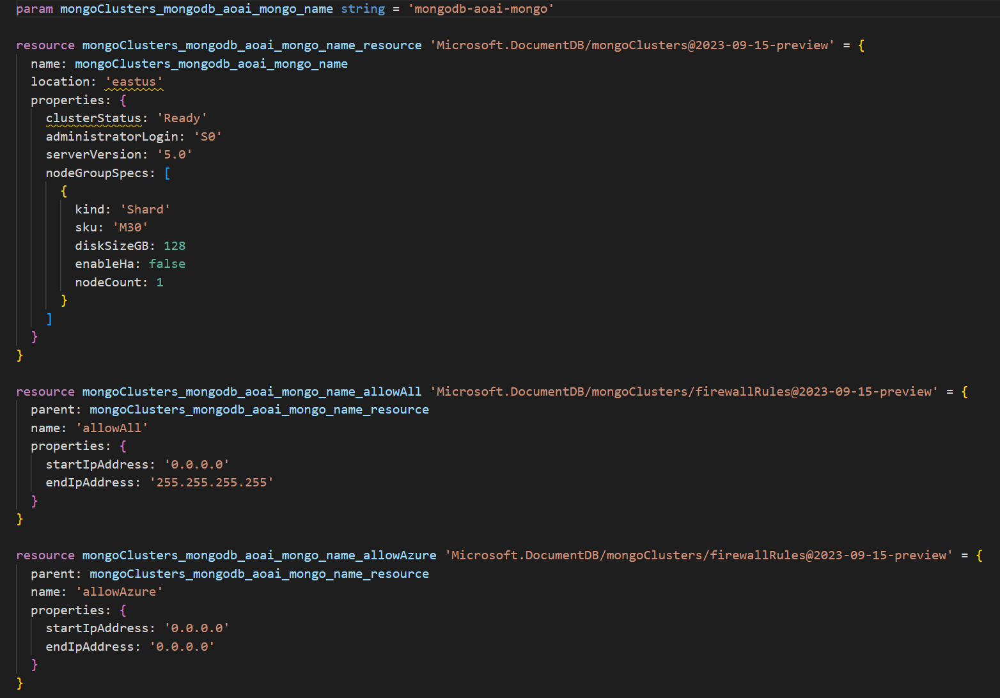 param mongoClusters_mongodb_aoai_mongo_name string = 'mongodb-aoai-mongo'

resource mongoClusters_mongodb_aoai_mongo_name_resource 'Microsoft.DocumentDB/mongoClusters@2023-09-15-preview' = {
  name: mongoClusters_mongodb_aoai_mongo_name
  location: 'eastus'
  properties: {
    clusterStatus: 'Ready'
    administratorLogin: 'S0'
    serverVersion: '5.0'
    nodeGroupSpecs: [
      {
        kind: 'Shard'
        sku: 'M30'
        diskSizeGB: 128
        enableHa: false
        nodeCount: 1
      }
    ]
  }
}

resource mongoClusters_mongodb_aoai_mongo_name_allowAll 'Microsoft.DocumentDB/mongoClusters/firewallRules@2023-09-15-preview' = {
  parent: mongoClusters_mongodb_aoai_mongo_name_resource
  name: 'allowAll'
  properties: {
    startIpAddress: '0.0.0.0'
    endIpAddress: '255.255.255.255'
  }
}

resource mongoClusters_mongodb_aoai_mongo_name_allowAzure 'Microsoft.DocumentDB/mongoClusters/firewallRules@2023-09-15-preview' = {
  parent: mongoClusters_mongodb_aoai_mongo_name_resource
  name: 'allowAzure'
  properties: {
    startIpAddress: '0.0.0.0'
    endIpAddress: '0.0.0.0'
  }
}